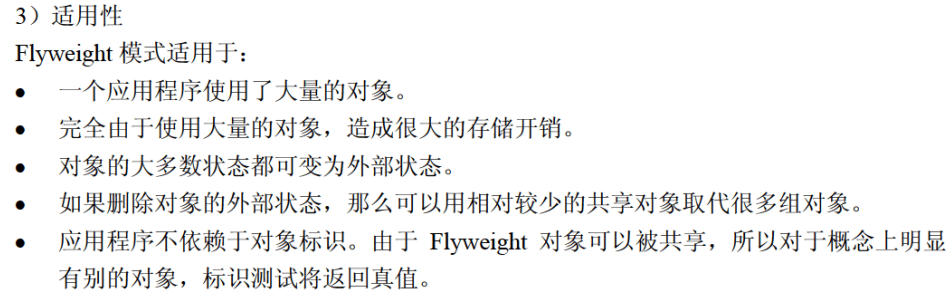 3）适用性
Flyweight 模式适用于：
● 一个应用程序使用了大量的对象。
● 完全由于使用大量的对象，造成很大的存储开销。
● 对象的大多数状态都可变为外部状态。
● 如果删除对象的外部状态，那么可以用相对较少的共享对象取代很多组对象。
● 应用程序不依赖于对象标识。由于 Flyweight 对象可以被共享，所以对于概念上明显
有别的对象，标识测试将返回真值。